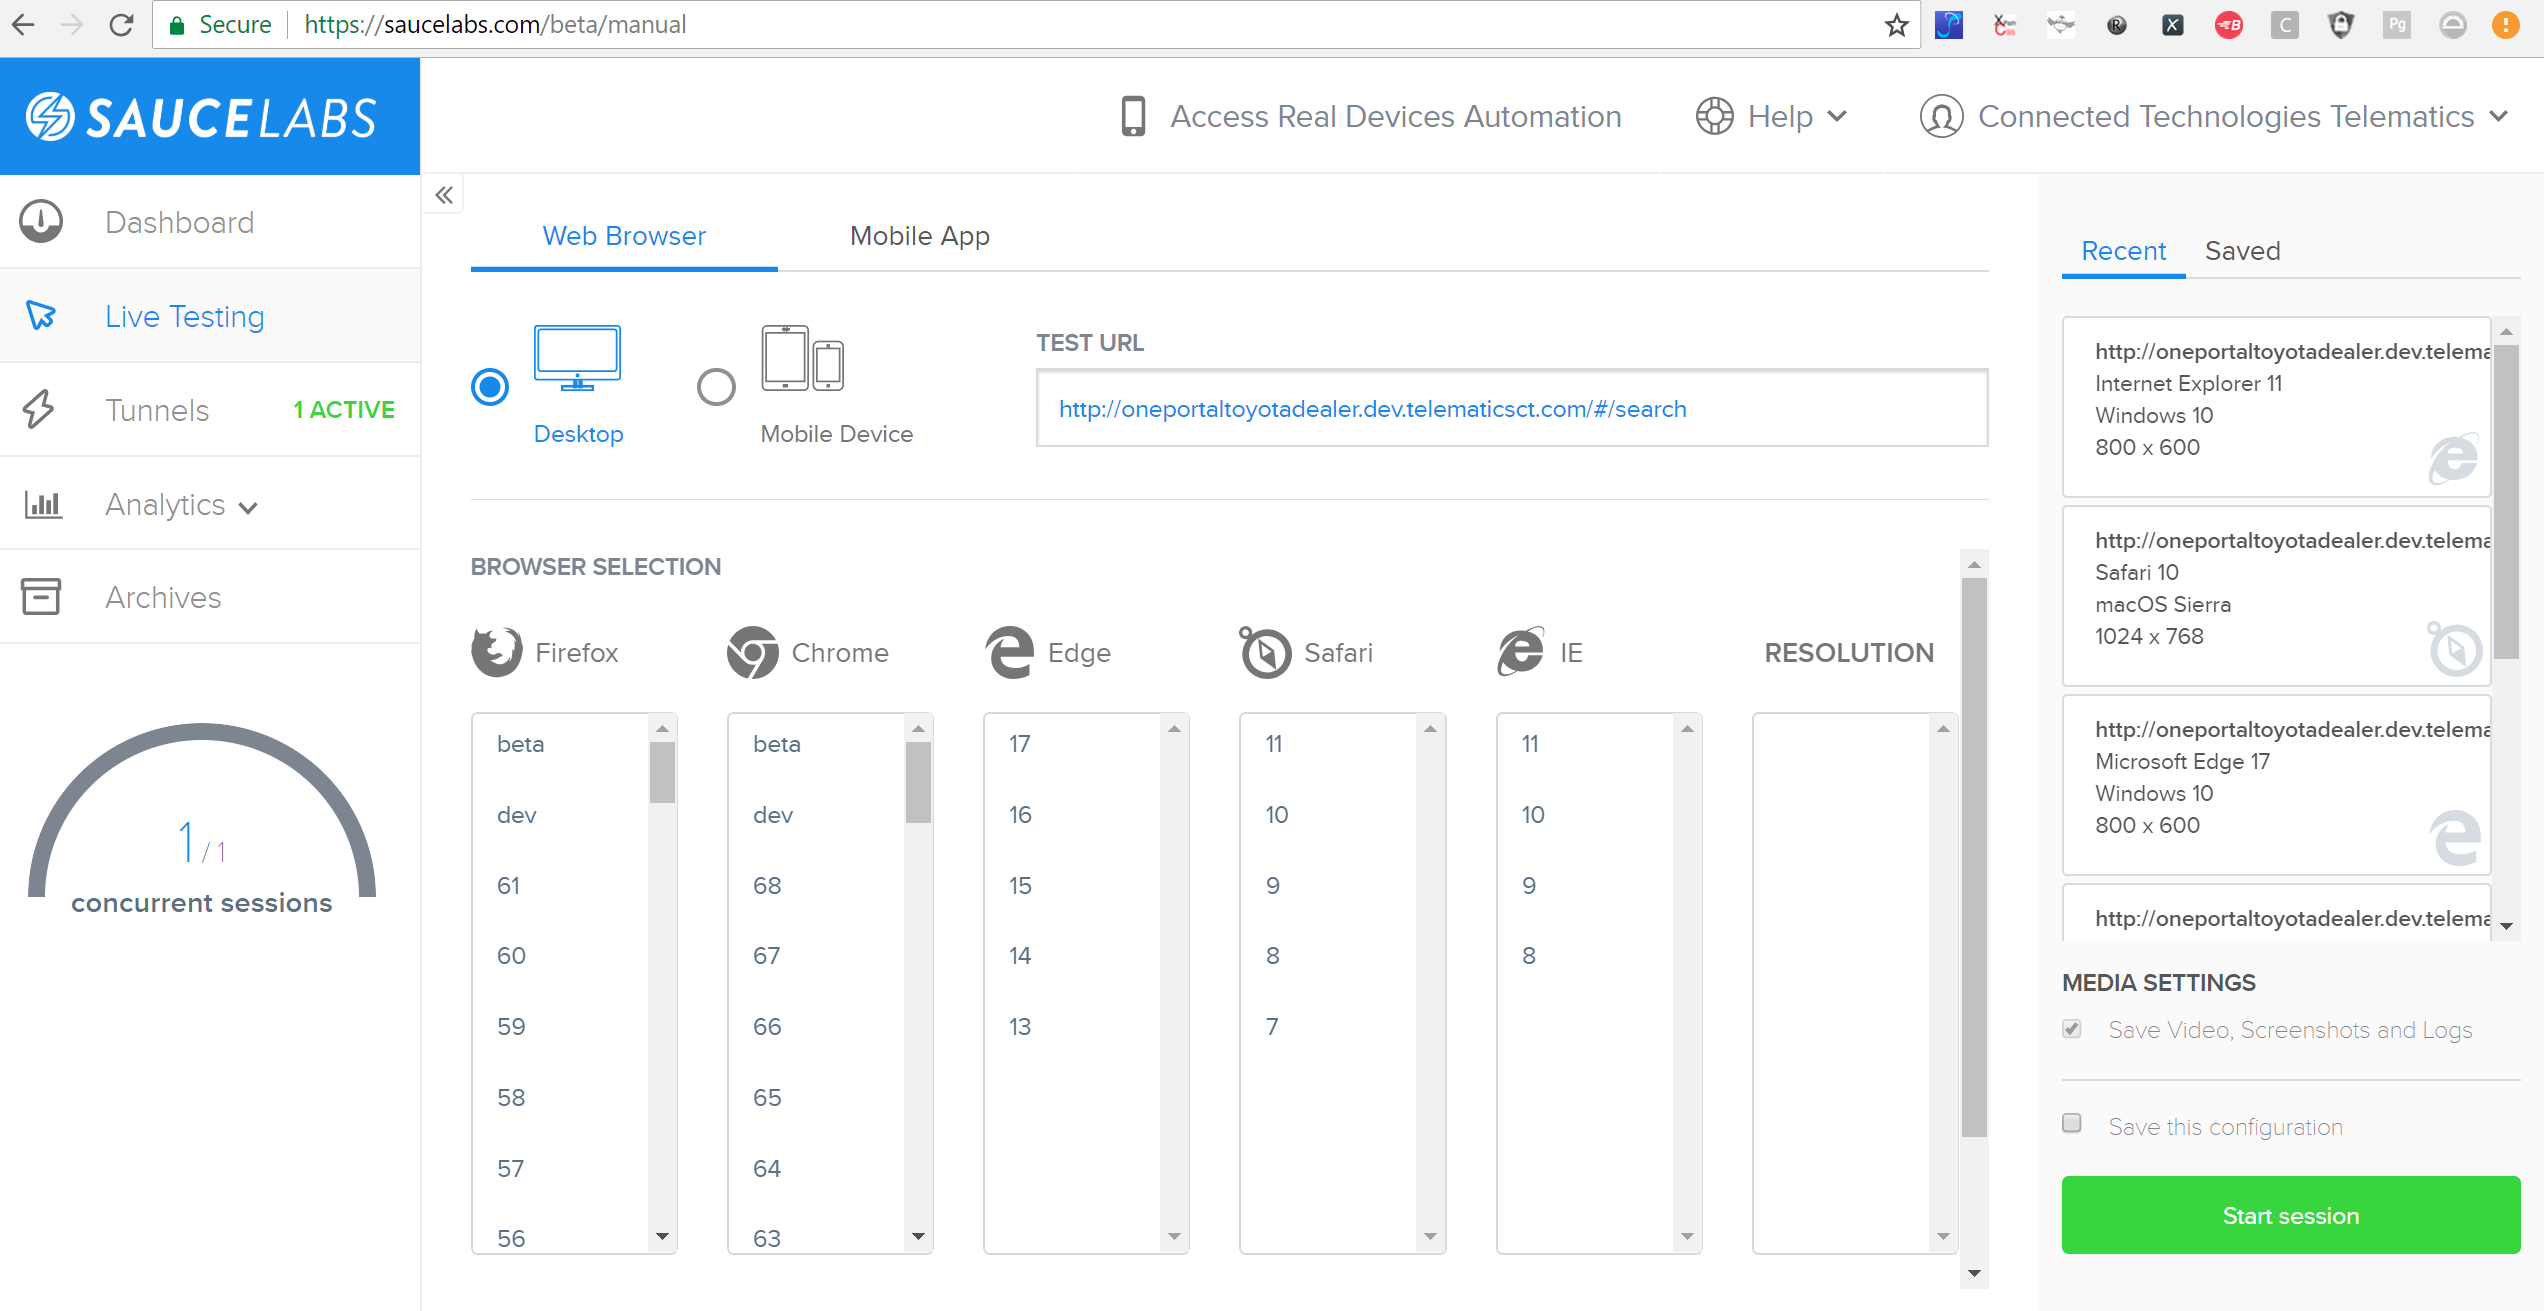 Secure https://saucelabs.com/beta/manual
SAUCELABS
Access Real Devices Automation
Help
Connected Technologies Telematics
Dashboard
Live Testing
Tunnels 1 ACTIVE
Analytics
Archives
1 / 1
concurrent sessions
Web Browser Mobile App
Desktop
Mobile Device
TEST URL
http://oneportaltoyotadealer.dev.telematicsct.com/#/search
BROWSER SELECTION
Firefox
beta
dev
61
60
59
58
57
56
Chrome
beta
dev
68
67
66
65
64
63
Edge
17
16
15
14
13
Safari
11
10
9
8
7
IE
11
10
9
8
RESOLUTION
Recent Saved
http://oneportaltoyotadealer.dev.telema
Internet Explorer 11
Windows 10
800 x 600
http://oneportaltoyotadealer.dev.telema
Safari 10
macOS Sierra
1024 x 768
http://oneportaltoyotadealer.dev.telema
Microsoft Edge 17
Windows 10
800 x 600
http://oneportaltoyotadealer.dev.telema
MEDIA SETTINGS
Save Video, Screenshots and Logs
Save this configuration
Start session